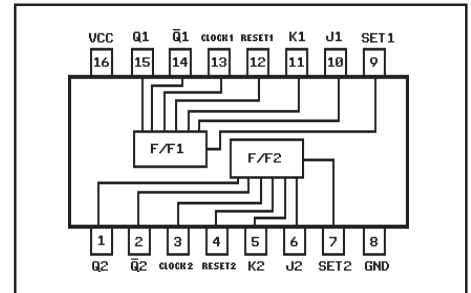 VCC Q1 Q̅1 CLOCK1 RESET1 K1 J1 SET1
16 15 14 13 12 11 10 9
F/F1
F/F2
1 2 3 4 5 6 7 8
Q2 Q̅2 CLOCK2 RESET2 K2 J2 SET2 GND